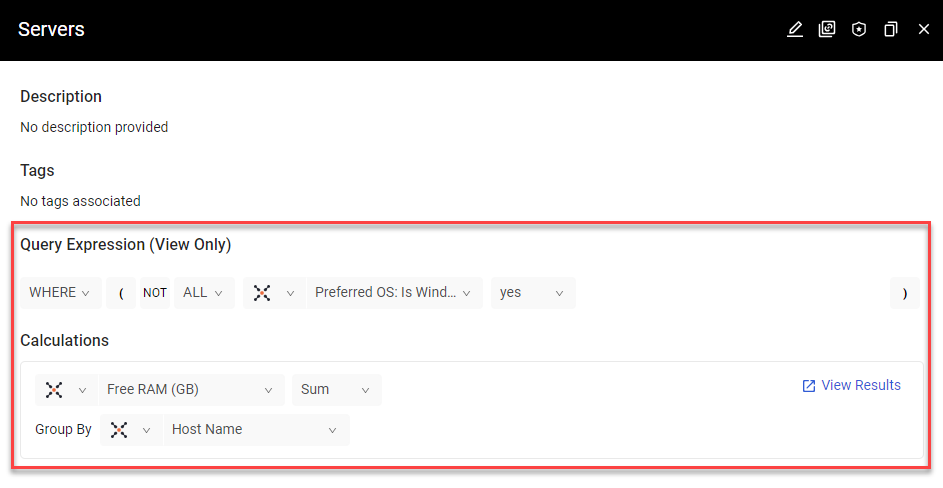 Servers
Description
No description provided
Tags
No tags associated
Query Expression (View Only)
WHERE ( NOT ALL Preferred OS: Is Wind... yes )
Calculations
Free RAM (GB) Sum View Results
Group By Host Name